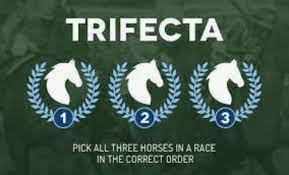 TRIFECTA
1 2 3
PICK ALL THREE HORSES IN A RACE
IN THE CORRECT ORDER